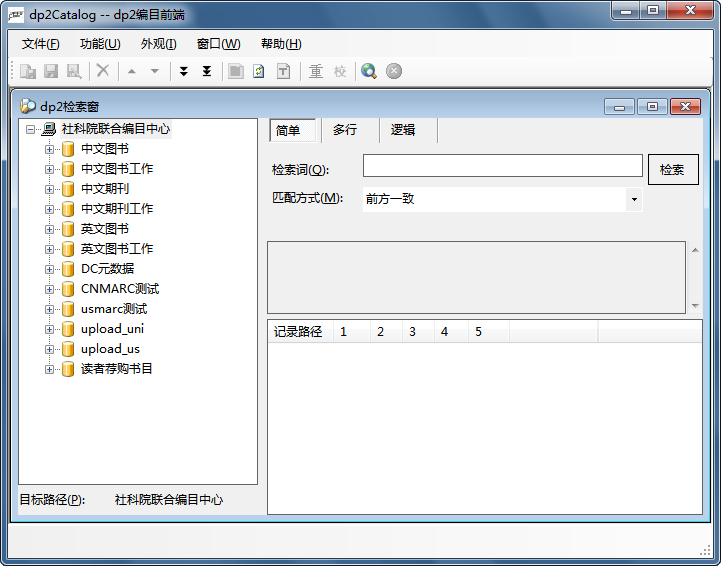 dp2Catalog -- dp2编目前端
文件(F) 功能(U) 外观(I) 窗口(W) 帮助(H)
重 校
dp2检索窗
社科院联合编目中心
中文图书
中文图书工作
中文期刊
中文期刊工作
英文图书
英文图书工作
DC元数据
CNMARC测试
usmarc测试
upload_uni
upload_us
读者荐购书目
目标路径(P): 社科院联合编目中心
简单 多行 逻辑
检索词(Q): 检索
匹配方式(M): 前方一致
记录路径 1 2 3 4 5